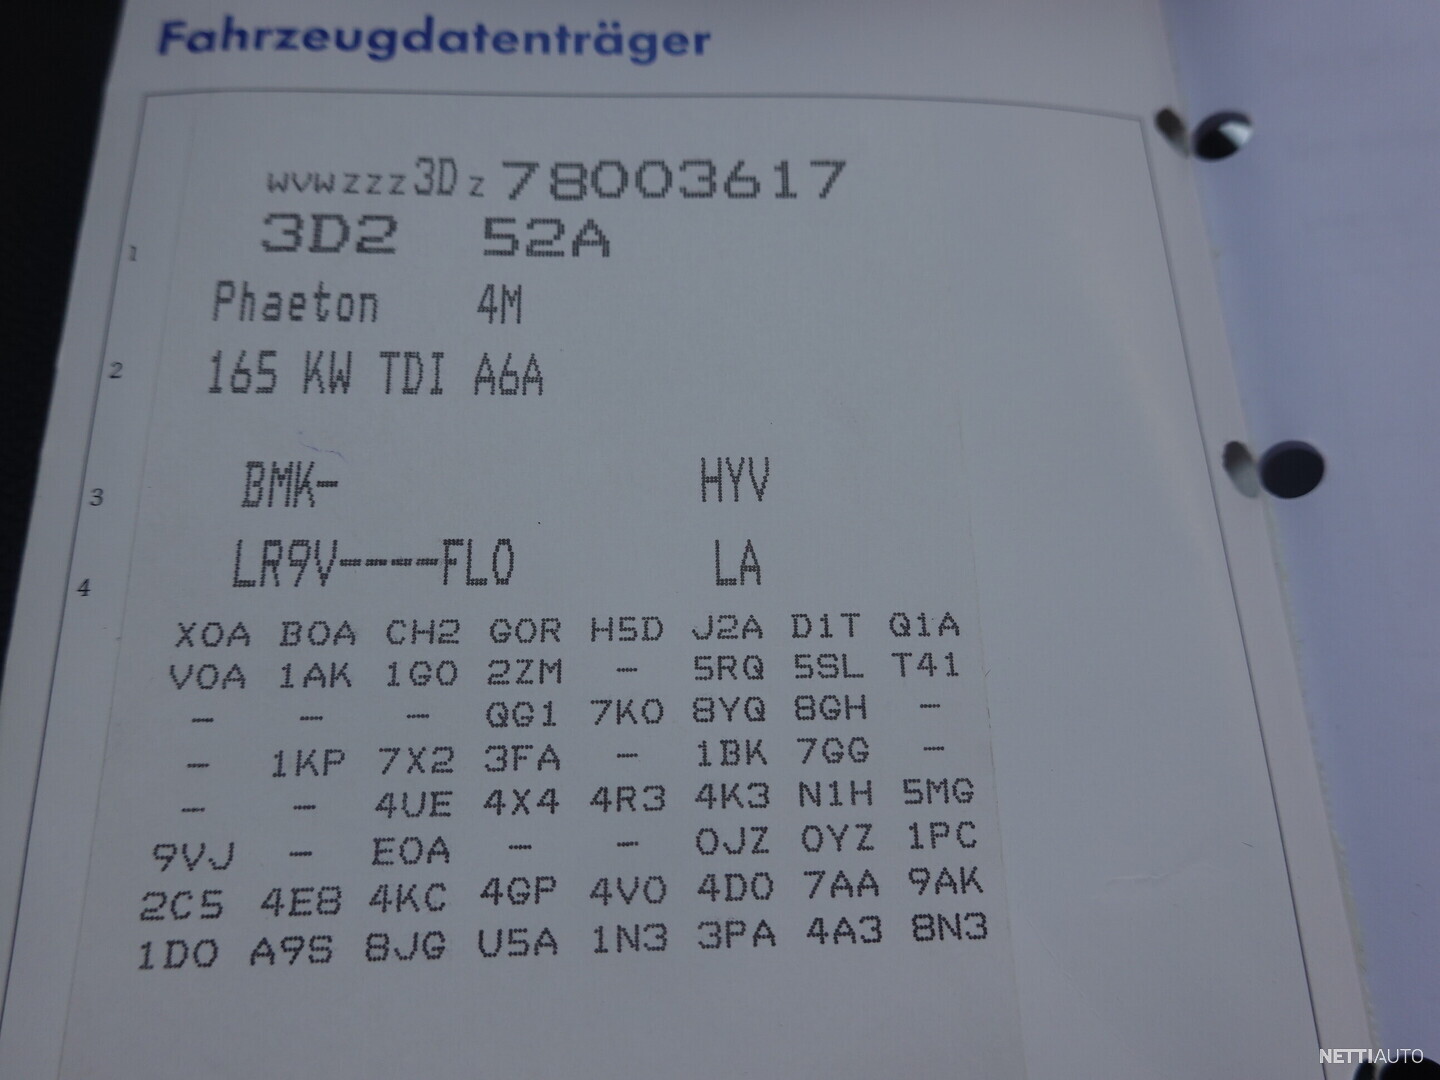 Fahrzeugdatenträger
WVWZZZ3DZ78003617
3D2 52A
1
Phaeton 4M
2 165 KW TDI A6A
3 BMK- HYV
4 LR9V----FL0 LA
X0A B0A CH2 G0R H5D J2A D1T Q1A
V0A 1AK 1G0 2ZM - 5RQ 5SL T41
- - - QG1 7K0 8YQ 8GH -
- 1KP 7X2 3FA - 1BK 7GG -
- - 4UE 4X4 4R3 4K3 N1H 5MG
9VJ - E0A - - 0JZ 0YZ 1PC
2C5 4E8 4KC 4GP 4V0 4D0 7AA 9AK
1D0 A9S 8JG U5A 1N3 3PA 4A3 8N3
NETTIAUTO